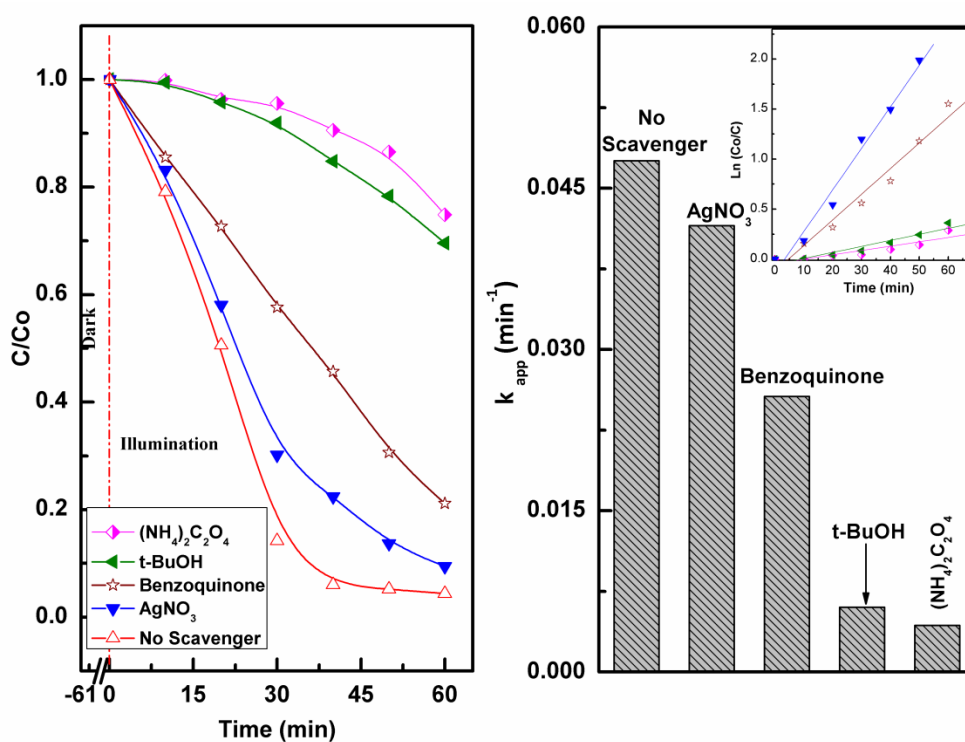 1.0
0.8
0.6
0.4
0.2
0.0
C/Co
Dark
Illumination
(NH₄)₂C₂O₄
t-BuOH
Benzoquinone
AgNO₃
No Scavenger
-61 0 15 30 45 60
Time (min)
0.060
0.045
0.030
0.015
0.000
k app (min⁻¹)
No
Scavenger
AgNO₃
Benzoquinone
t-BuOH
(NH₄)₂C₂O₄
2.0
1.5
1.0
0.5
0.0
Ln (Co/C)
0 10 20 30 40 50 60
Time (min)